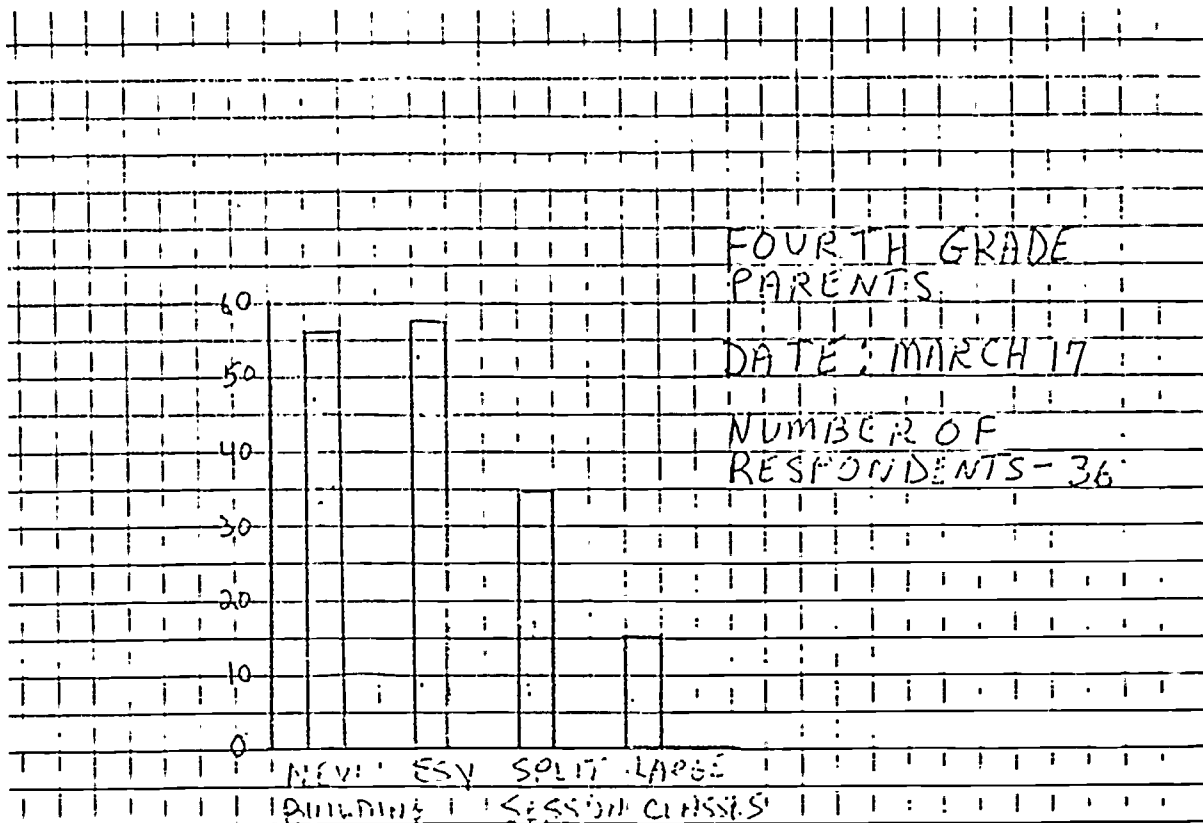 FOURTH GRADE
PARENTS
60
DATE: MARCH 17
50
NUMBER OF
40
RESPONDENTS - 36
30
20
10
0
NEW ESY SPLIT LARGE
BUILDING SESSION CLASSES